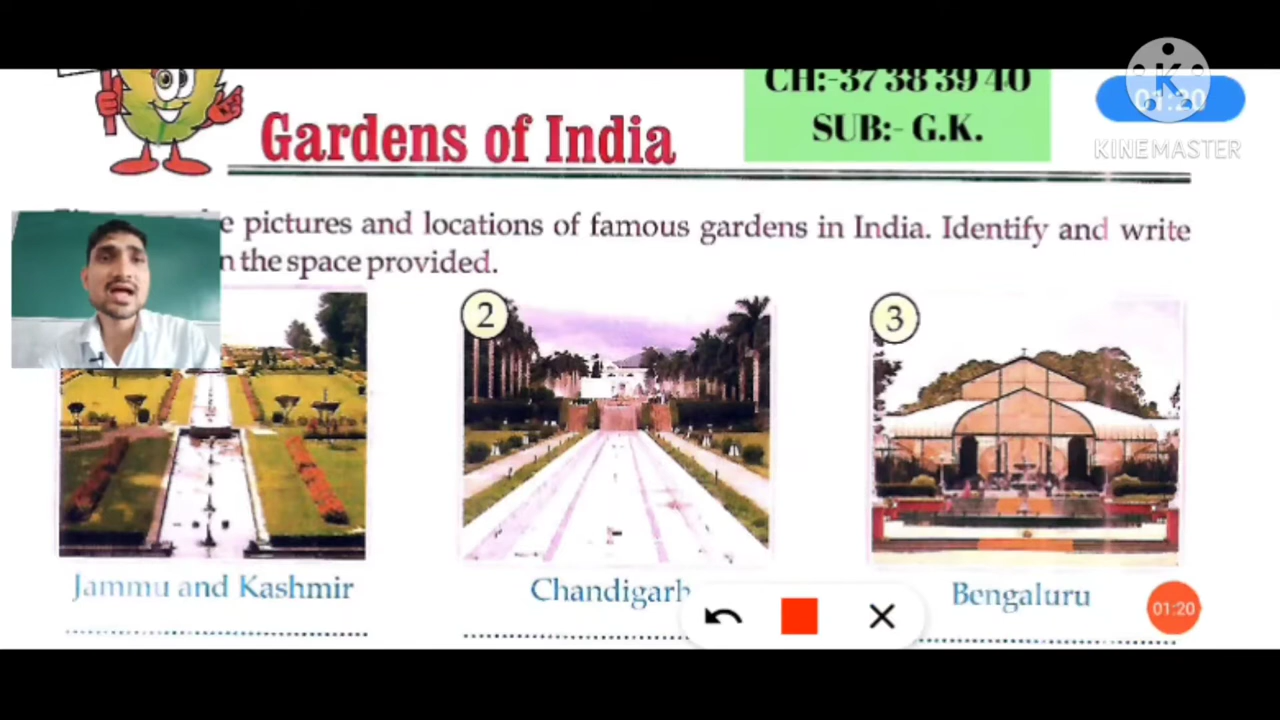 CH:-37 38 39 40
SUB:- G.K.
01:20
KINEMASTER
Gardens of India
pictures and locations of famous gardens in India. Identify and write
the space provided.
2
3
Jammu and Kashmir
Chandigarh
Bengaluru
01:20